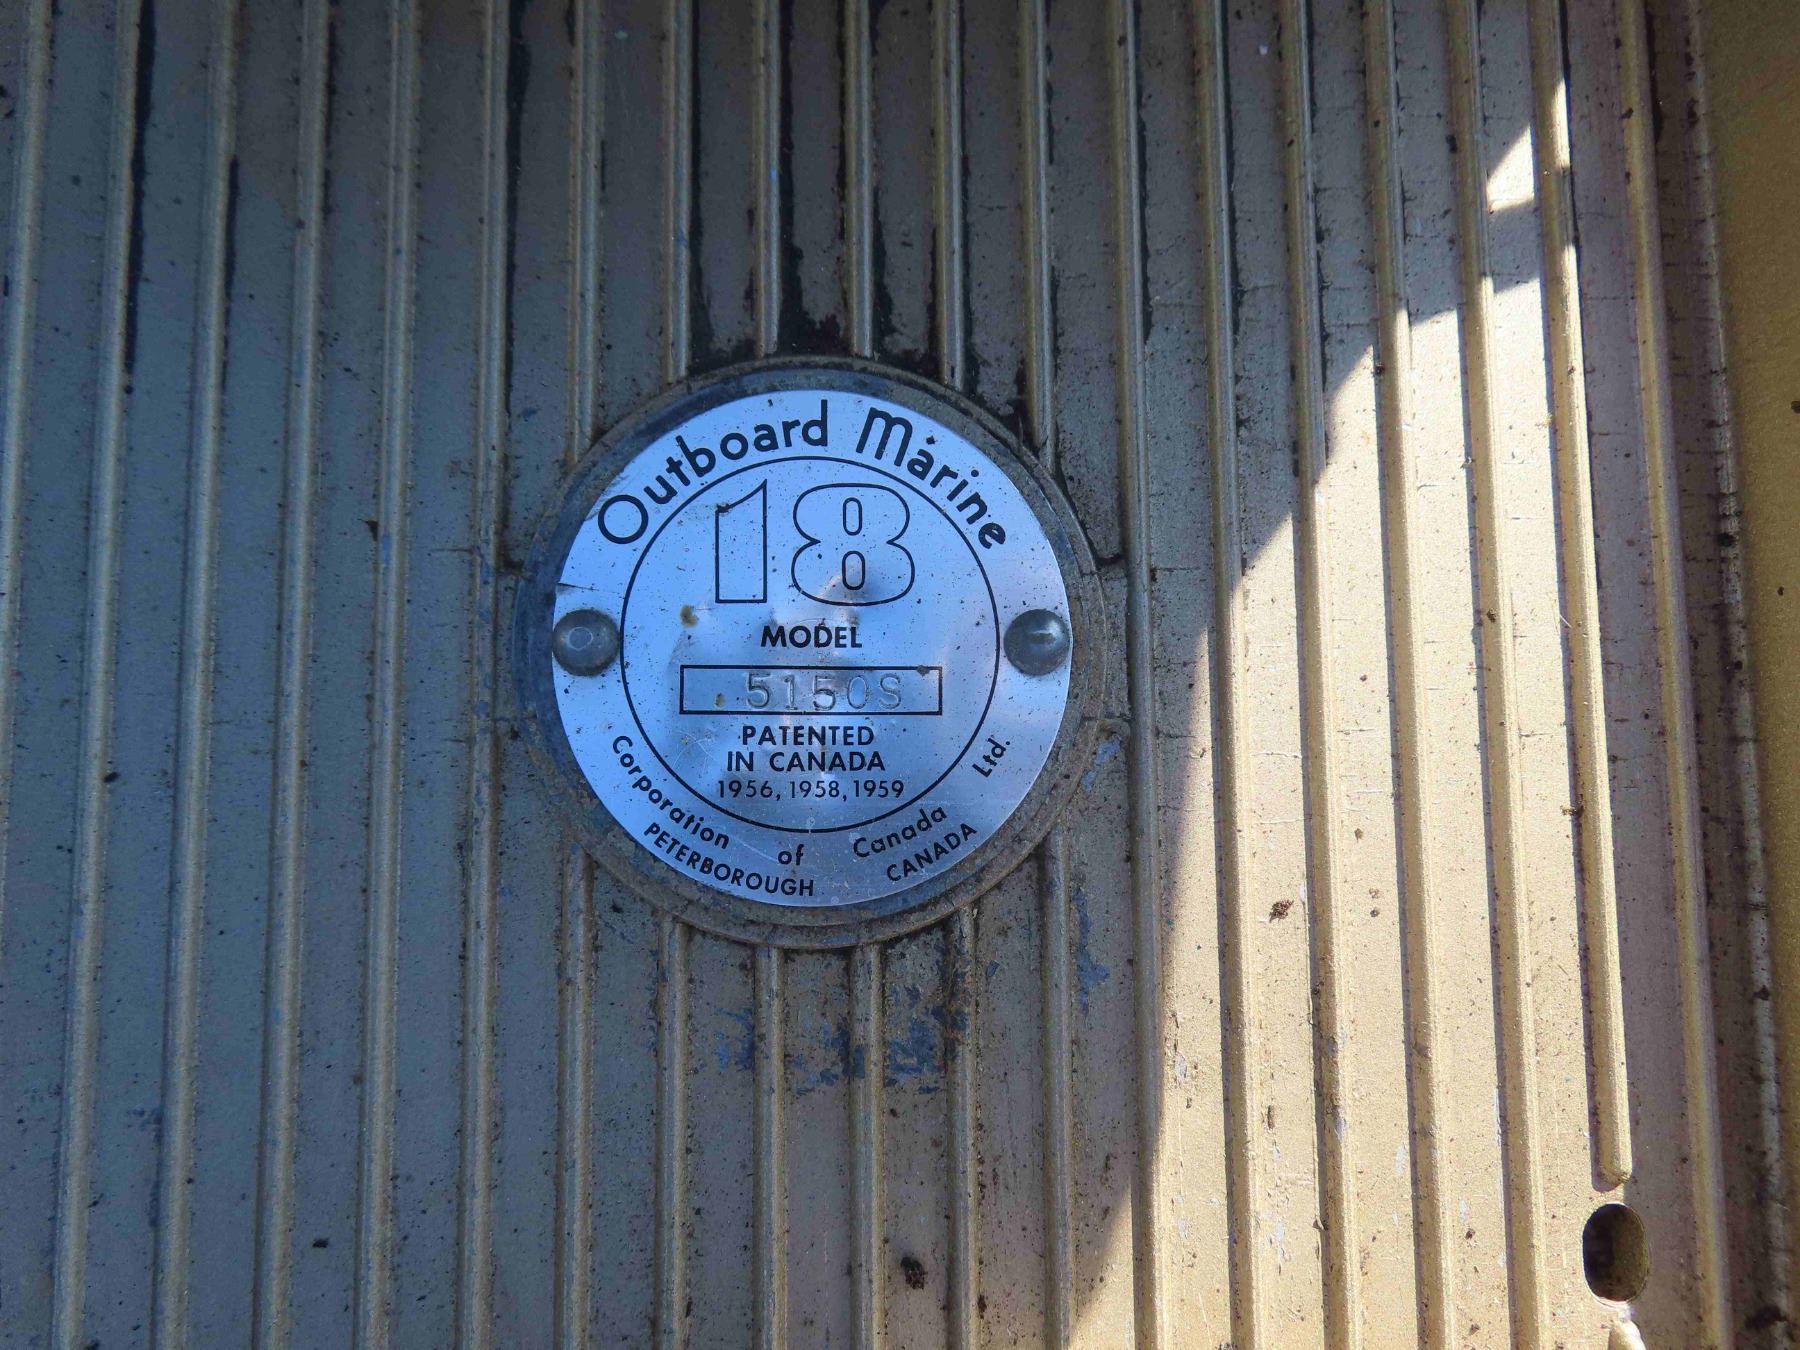 Outboard Marine
18
MODEL
5150S
PATENTED
IN CANADA
1956, 1958, 1959
Corporation of Canada Ltd.
PETERBOROUGH CANADA